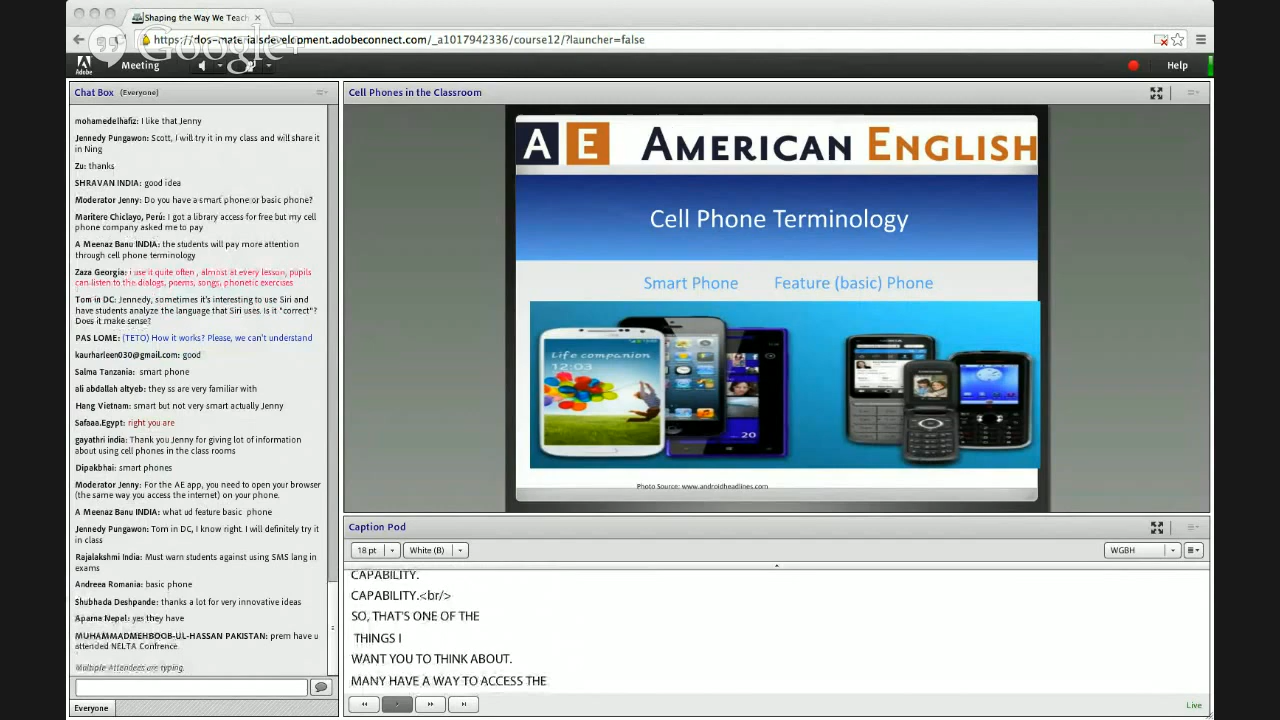 Shaping the Way We Teach
Google+
https://dos-materialsdevelopment.adobeconnect.com/_a1017942336/course12/?launcher=false
Adobe
Meeting
Help
Chat Box (Everyone)
mohamedelhafiz: I like that Jenny
Jennedy Pungawon: Scott, I will try it in my class and will share it
in Ning
Zu: thanks
SHRAVAN INDIA: good idea
Moderator Jenny: Do you have a smart phone or basic phone?
Maritere Chiclayo, Perú: I got a library access for free but my cell
phone company asked me to pay
A Meenaz Banu INDIA: the students will pay more attention
through cell phone terminology
Zaza Georgia: i use it quite often , almost at every lesson, pupils
can listen to the dialogs, poems, songs, phonetic exercises
Tom in DC: Jennedy, sometimes it's interesting to use Siri and
have students analyze the language that Siri uses. Is it "correct"?
Does it make sense?
PAS LOME: (TETO) How it works? Please, we can't understand
kaurharleen030@gmail.com: good
Salma Tanzania: smart phone
ali abdallah altyeb: they ss are very familiar with
Hang Vietnam: smart but not very smart actually Jenny
Safaaa.Egypt: right you are
gayathri india: Thank you Jenny for giving lot of information
about using cell phones in the class rooms
Dipakbhai: smart phones
Moderator Jenny: For the AE app, you need to open your browser
(the same way you access the internet) on your phone.
A Meenaz Banu INDIA: what ud feature basic phone
Jennedy Pungawon: Tom in DC, I know right. I will definitely try it
in class
Rajalakshmi India: Must warn students against using SMS lang in
exams
Andreea Romania: basic phone
Shubhada Deshpande: thanks a lot for very innovative ideas
Aparna Nepal: yes they have
MUHAMMADMEHBOOB-UL-HASSAN PAKISTAN: prem have u
attended NELTA Confrence.
Multiple Attendees are typing.
Everyone
Cell Phones in the Classroom
AE AMERICAN ENGLISH
Cell Phone Terminology
Smart Phone Feature (basic) Phone
Life companion
12:03
20
Photo Source: www.androidheadlines.com
Caption Pod
18 pt White (B) WGBH
CAPABILITY.
CAPABILITY.<br/>
SO, THAT'S ONE OF THE
THINGS I
WANT YOU TO THINK ABOUT.
MANY HAVE A WAY TO ACCESS THE
Live